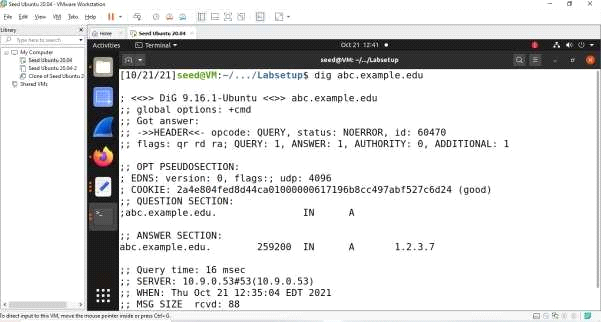 Seed Ubuntu 20.04 - VMware Workstation
File Edit View VM Tabs Help
Library
Type here to search
My Computer
Seed Ubuntu 20.04
Seed Ubuntu 20.04-2
Clone of Seed Ubuntu 2
Shared VMs
Home
Seed Ubuntu 20.04
Activities
Terminal
Oct 21 12:41
seed@VM: ~/.../Labsetup
[10/21/21]seed@VM:~/.../Labsetup$ dig abc.example.edu
; <<>> DiG 9.16.1-Ubuntu <<>> abc.example.edu
;; global options: +cmd
;; Got answer:
;; ->>HEADER<<- opcode: QUERY, status: NOERROR, id: 60470
;; flags: qr rd ra; QUERY: 1, ANSWER: 1, AUTHORITY: 0, ADDITIONAL: 1
;; OPT PSEUDOSECTION:
; EDNS: version: 0, flags:; udp: 4096
; COOKIE: 2a4e804fed8d44ca01000000617196b8cc497abf527c6d24 (good)
;; QUESTION SECTION:
;abc.example.edu. IN A
;; ANSWER SECTION:
abc.example.edu. 259200 IN A 1.2.3.7
;; Query time: 16 msec
;; SERVER: 10.9.0.53#53(10.9.0.53)
;; WHEN: Thu Oct 21 12:35:04 EDT 2021
;; MSG SIZE rcvd: 88
To direct input to this VM, move the mouse pointer inside or press Ctrl+G.